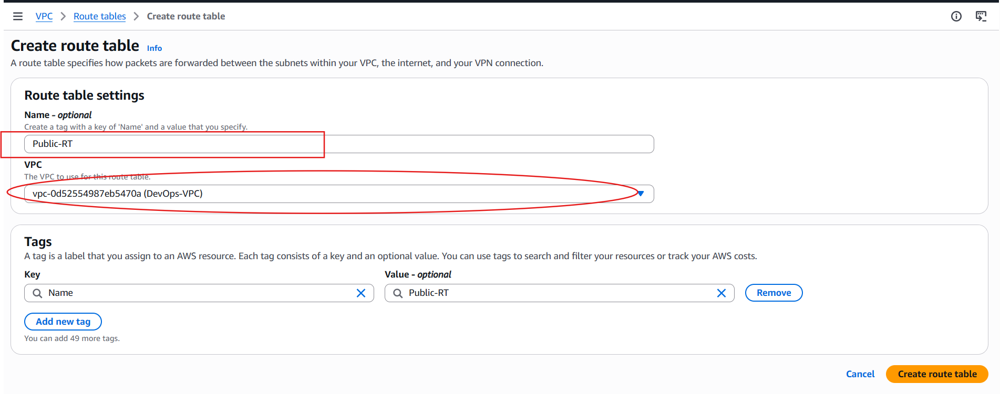 VPC > Route tables > Create route table
Create route table Info
A route table specifies how packets are forwarded between the subnets within your VPC, the internet, and your VPN connection.
Route table settings
Name - optional
Create a tag with a key of 'Name' and a value that you specify.
Public-RT
VPC
The VPC to use for this route table.
vpc-0d52554987eb5470a (DevOps-VPC)
Tags
A tag is a label that you assign to an AWS resource. Each tag consists of a key and an optional value. You can use tags to search and filter your resources or track your AWS costs.
Key Value - optional
Name Public-RT Remove
Add new tag
You can add 49 more tags.
Cancel Create route table